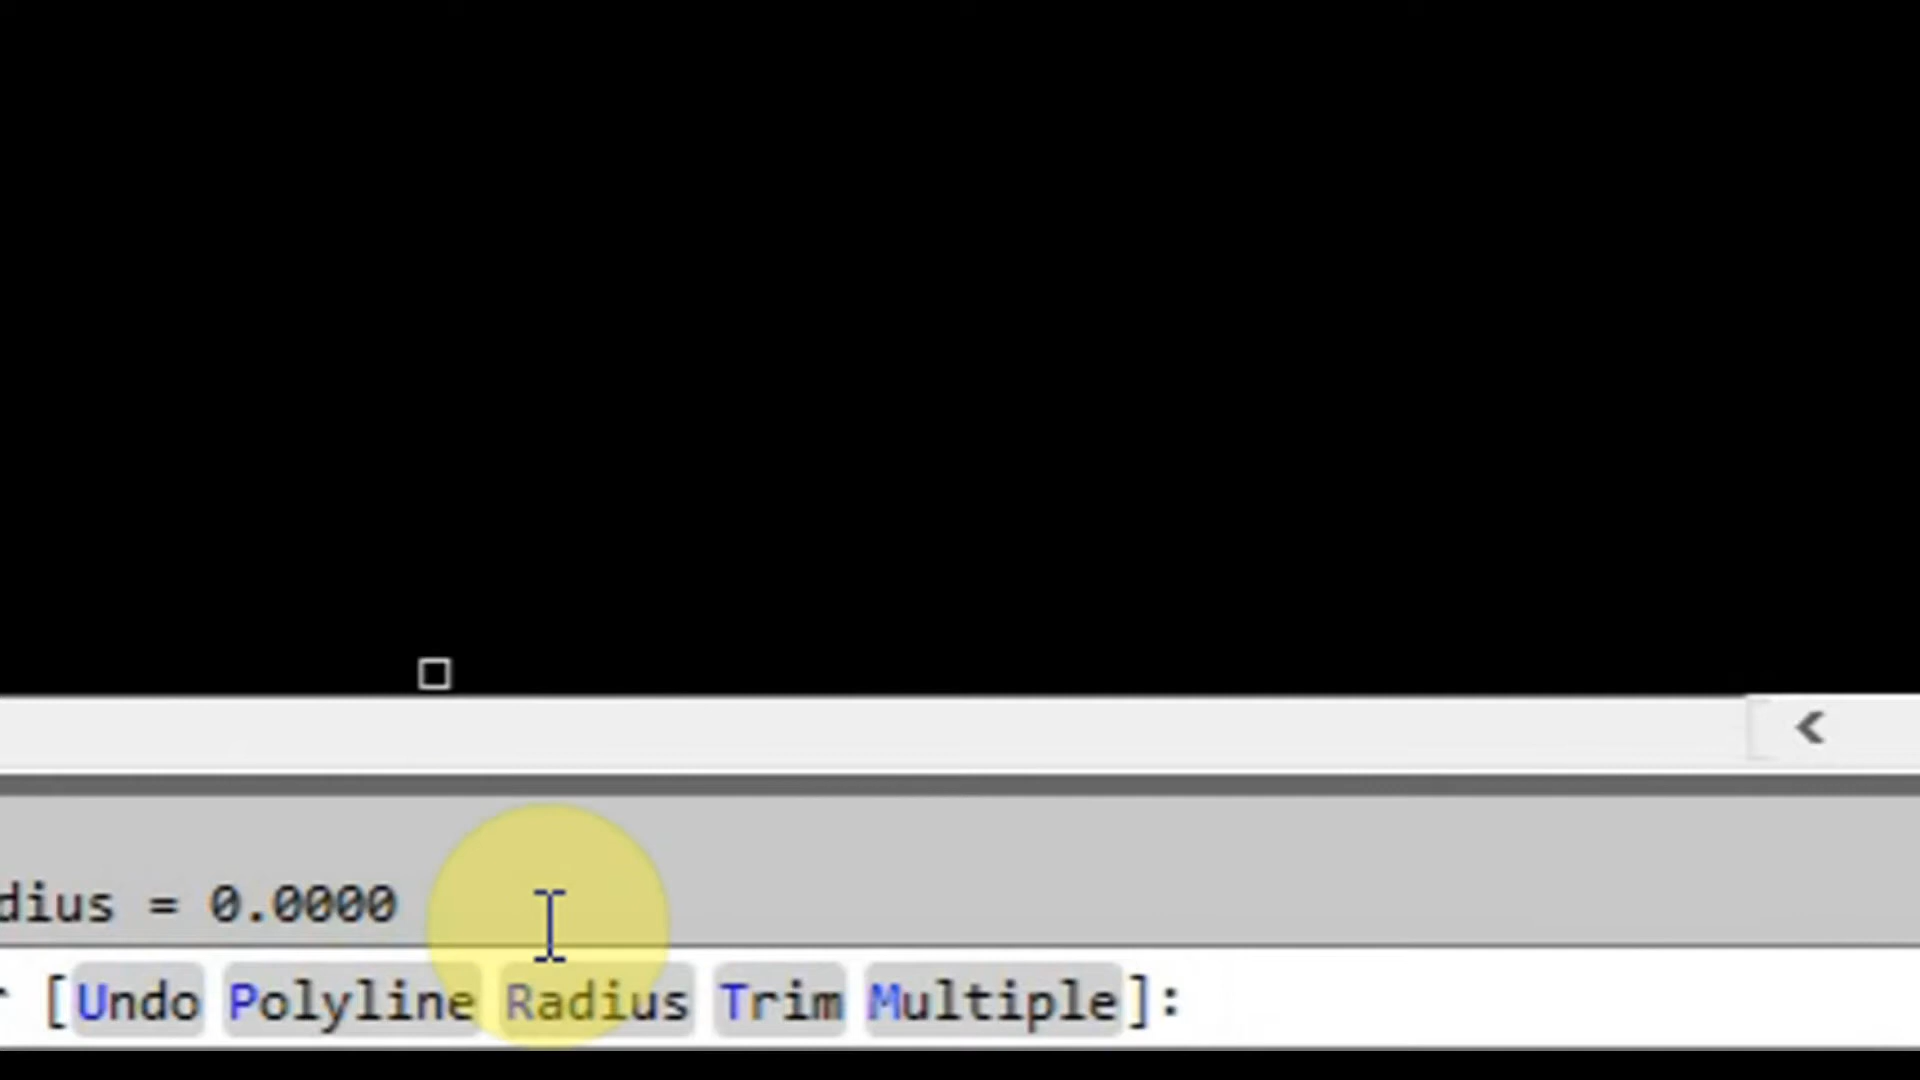 dius = 0.0000
[Undo Polyline Radius Trim Multiple]: